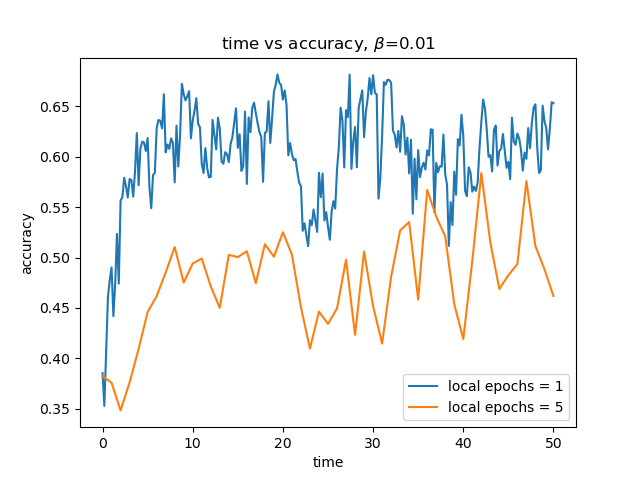 time vs accuracy, β=0.01
accuracy
0.65
0.60
0.55
0.50
0.45
0.40
0.35
local epochs = 1
local epochs = 5
0 10 20 30 40 50
time